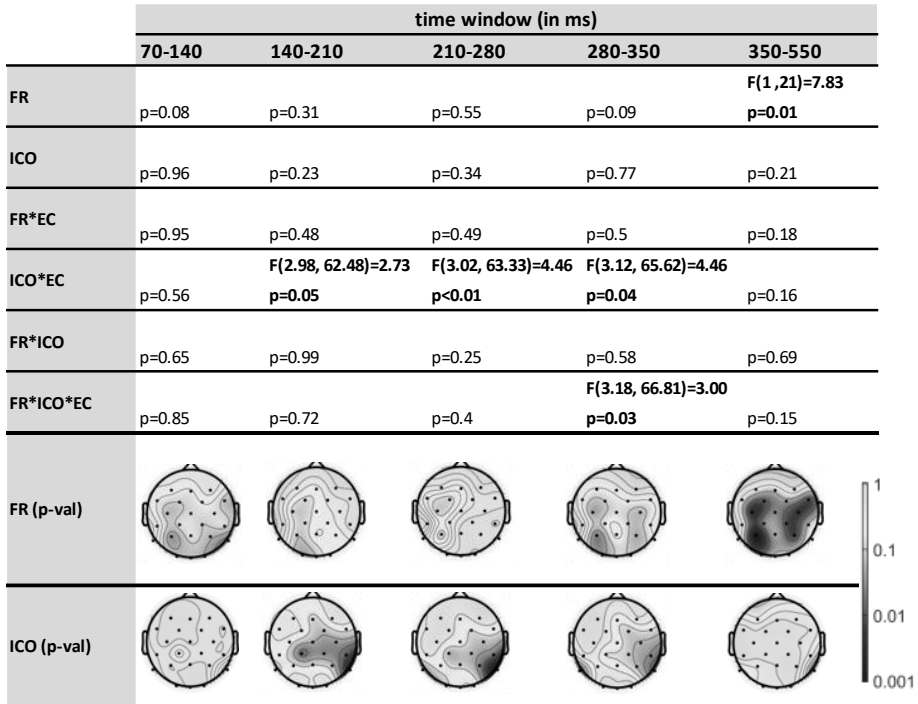 time window (in ms)
70-140 140-210 210-280 280-350 350-550
F(1 ,21)=7.83
FR
p=0.08 p=0.31 p=0.55 p=0.09 p=0.01
ICO
p=0.96 p=0.23 p=0.34 p=0.77 p=0.21
FR*EC
p=0.95 p=0.48 p=0.49 p=0.5 p=0.18
F(2.98, 62.48)=2.73 F(3.02, 63.33)=4.46 F(3.12, 65.62)=4.46
ICO*EC
p=0.56 p=0.05 p<0.01 p=0.04 p=0.16
FR*ICO
p=0.65 p=0.99 p=0.25 p=0.58 p=0.69
F(3.18, 66.81)=3.00
FR*ICO*EC
p=0.85 p=0.72 p=0.4 p=0.03 p=0.15
FR (p-val)
1
0.1
0.01
0.001
ICO (p-val)